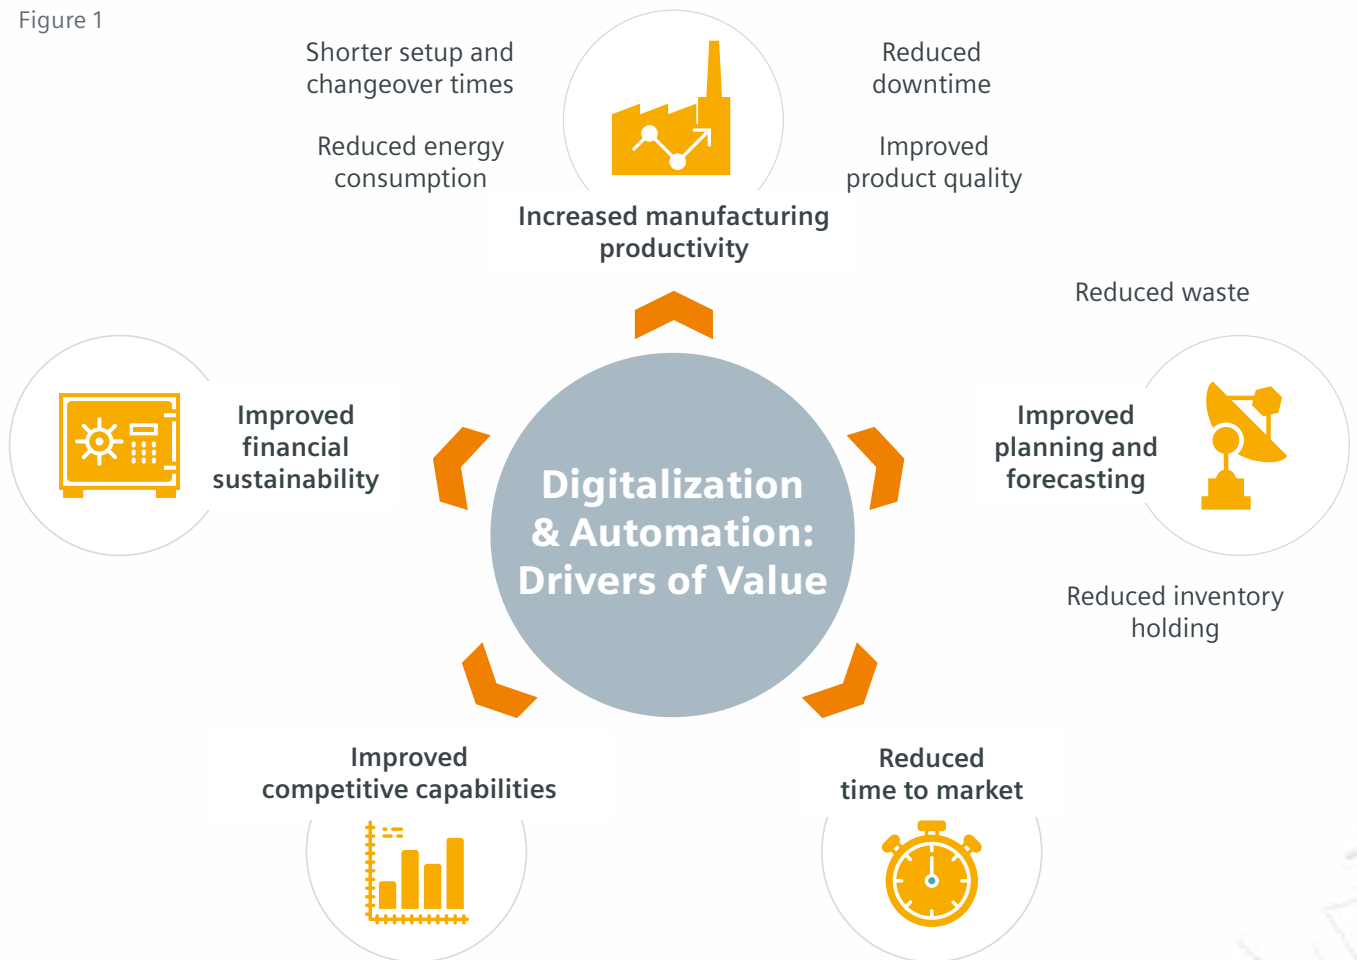 Figure 1
Shorter setup and
changeover times
Reduced energy
consumption
Reduced
downtime
Improved
product quality
Increased manufacturing
productivity
Reduced waste
Improved
financial
sustainability
Improved
planning and
forecasting
Digitalization
& Automation:
Drivers of Value
Reduced inventory
holding
Improved
competitive capabilities
Reduced
time to market